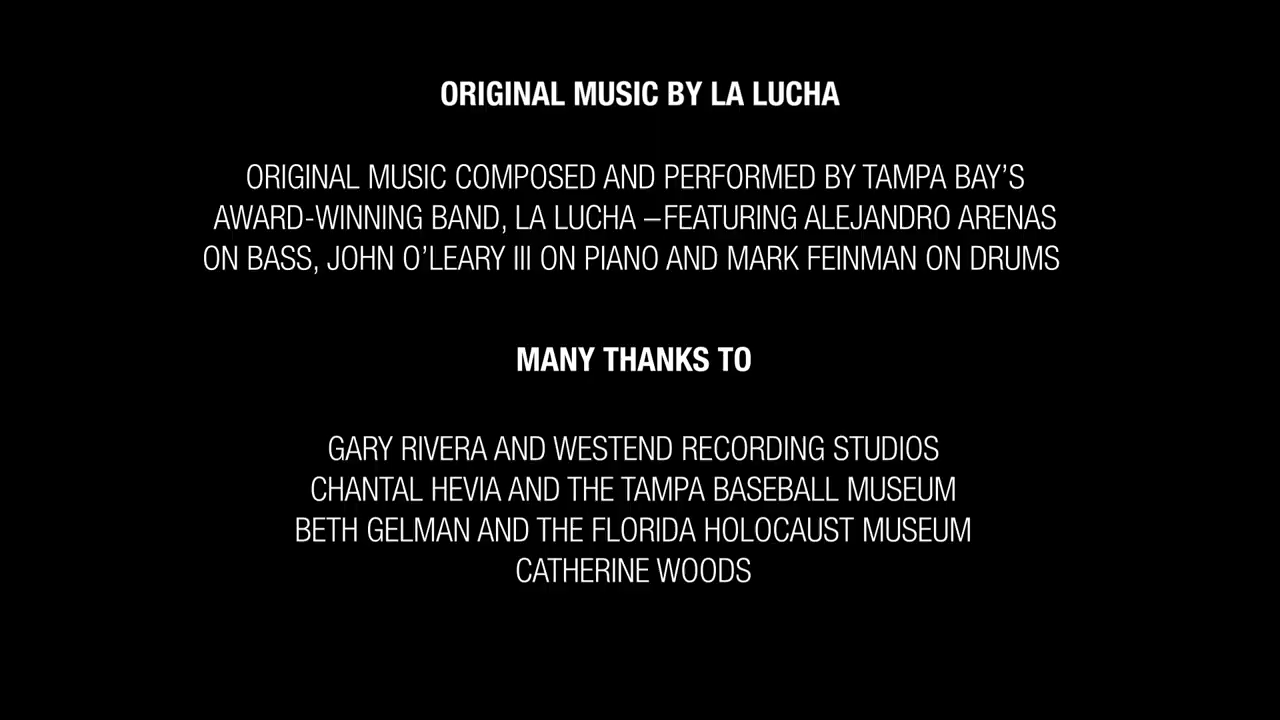 ORIGINAL MUSIC BY LA LUCHA
ORIGINAL MUSIC COMPOSED AND PERFORMED BY TAMPA BAY’S
AWARD-WINNING BAND, LA LUCHA –FEATURING ALEJANDRO ARENAS
ON BASS, JOHN O’LEARY III ON PIANO AND MARK FEINMAN ON DRUMS
MANY THANKS TO
GARY RIVERA AND WESTEND RECORDING STUDIOS
CHANTAL HEVIA AND THE TAMPA BASEBALL MUSEUM
BETH GELMAN AND THE FLORIDA HOLOCAUST MUSEUM
CATHERINE WOODS